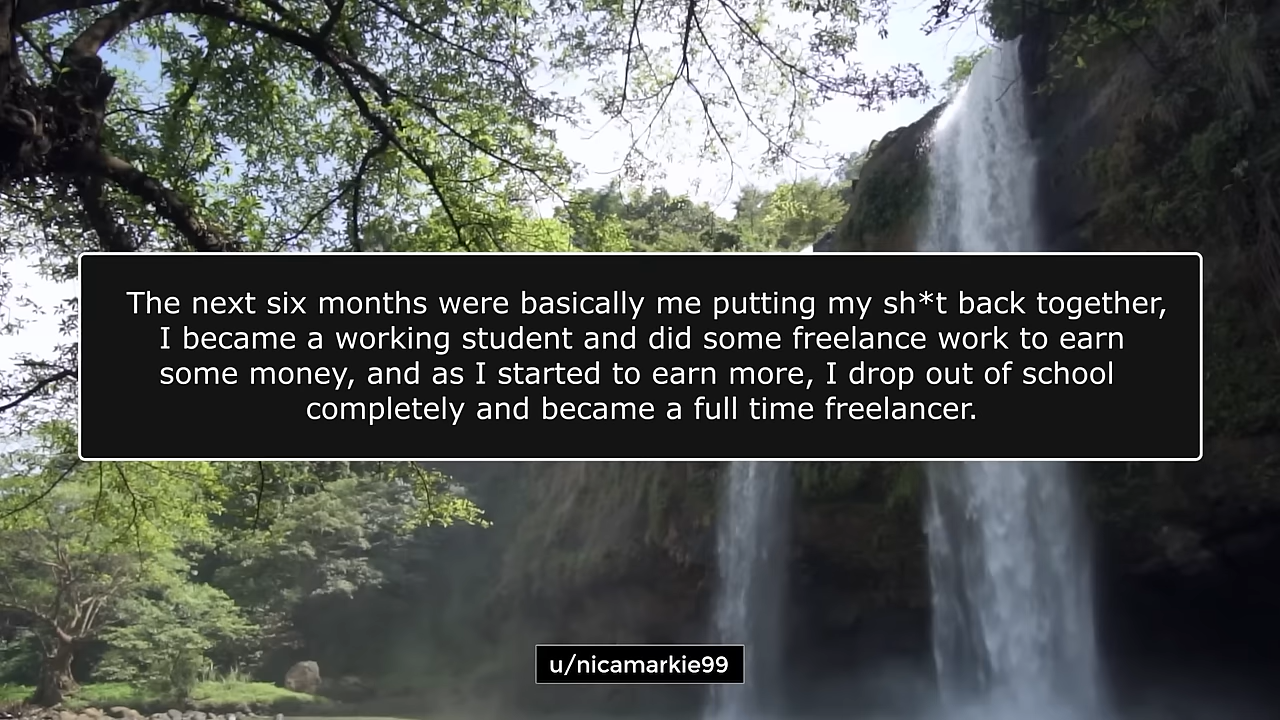 The next six months were basically me putting my sh*t back together,
I became a working student and did some freelance work to earn
some money, and as I started to earn more, I drop out of school
completely and became a full time freelancer.
u/nicamarkie99